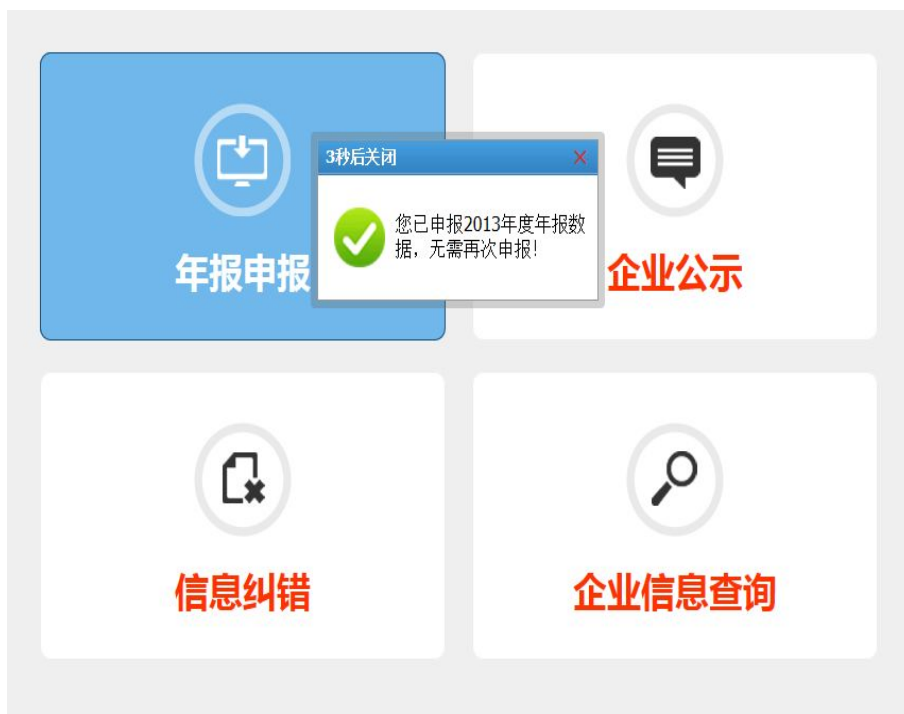 3秒后关闭
您已申报2013年度年报数
据，无需再次申报！
年报申报
企业公示
信息纠错
企业信息查询